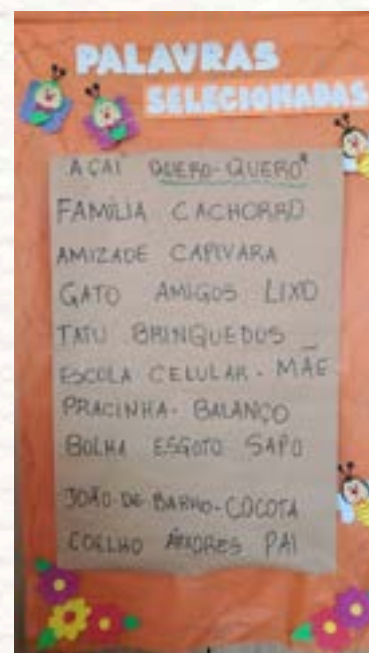 PALAVRAS
SELECIONADAS
AÇAÍ QUERO-QUERO*
FAMÍLIA CACHORRO
AMIZADE CAPIVARA
GATO AMIGOS LIXO
TATU BRINQUEDOS
ESCOLA CELULAR - MÃE
PRACINHA - BALANÇO
BOLHA ESGOTO SAPO
JOÃO-DE-BARRO - COCOTA
COELHO ÁRVORES PAI